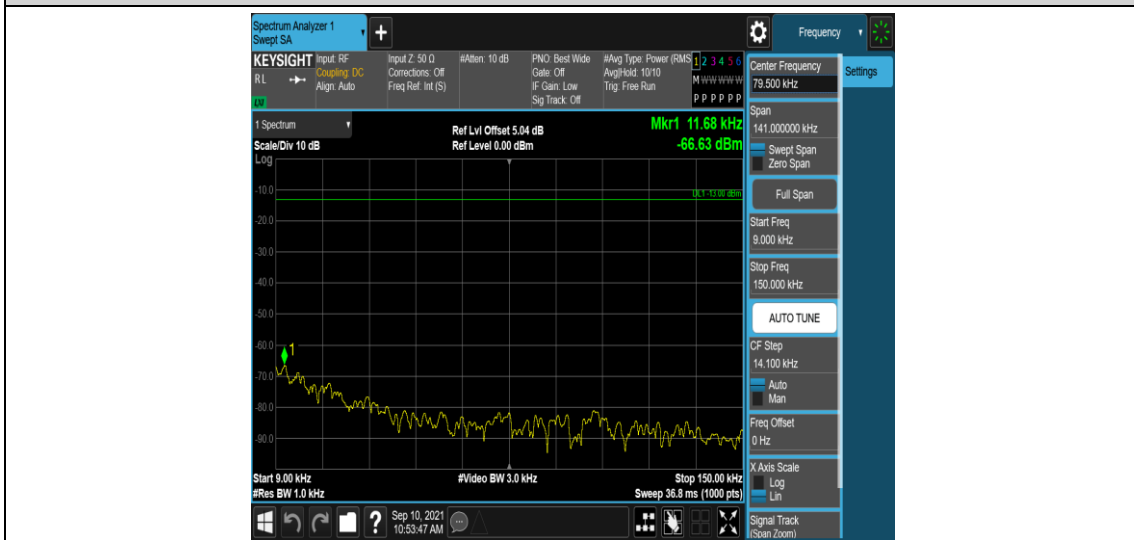 Spectrum Analyzer 1
Swept SA
+
Frequency
KEYSIGHT
RL
LXI
Input: RF
Coupling: DC
Align: Auto
Input Z: 50 Ω
Corrections: Off
Freq Ref: Int (S)
#Atten: 10 dB
PNO: Best Wide
Gate: Off
IF Gain: Low
Sig Track: Off
#Avg Type: Power (RMS
Avg|Hold: 10/10
Trig: Free Run
1 2 3 4 5 6
M W W W W W
P P P P P P
Center Frequency
79.500 kHz
Settings
1 Spectrum
Scale/Div 10 dB
Ref Lvl Offset 5.04 dB
Ref Level 0.00 dBm
Mkr1 11.68 kHz
-66.63 dBm
Log
DL1 -13.00 dBm
-10.0
-20.0
-30.0
-40.0
-50.0
-60.0
-70.0
-80.0
-90.0
1
Start 9.00 kHz
#Res BW 1.0 kHz
#Video BW 3.0 kHz
Stop 150.00 kHz
Sweep 36.8 ms (1000 pts)
Span
141.000000 kHz
Swept Span
Zero Span
Full Span
Start Freq
9.000 kHz
Stop Freq
150.000 kHz
AUTO TUNE
CF Step
14.100 kHz
Auto
Man
Freq Offset
0 Hz
X Axis Scale
Log
Lin
Signal Track
(Span Zoom)
?
Sep 10, 2021
10:53:47 AM